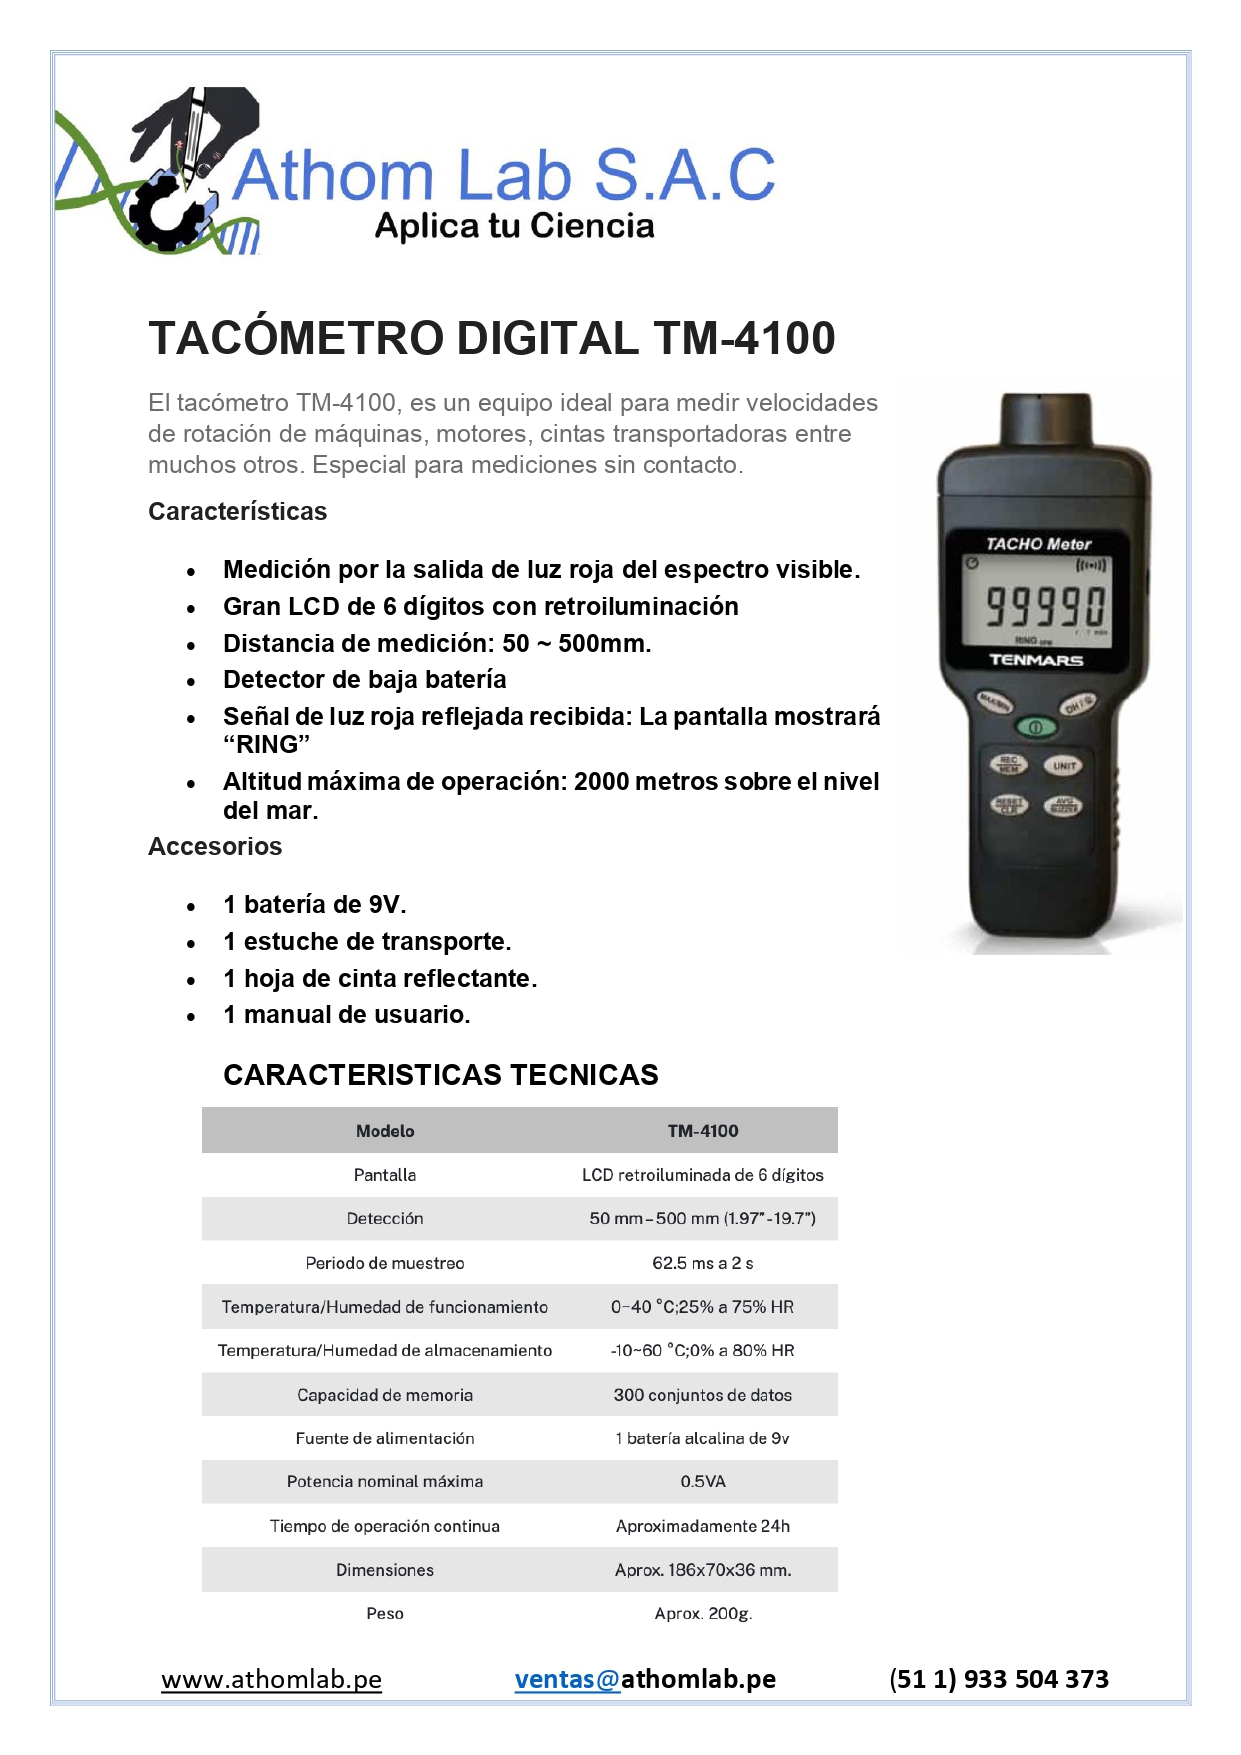 Athom Lab S.A.C
Aplica tu Ciencia
TACÓMETRO DIGITAL TM-4100
El tacómetro TM-4100, es un equipo ideal para medir velocidades
de rotación de máquinas, motores, cintas transportadoras entre
muchos otros. Especial para mediciones sin contacto.
Características
• Medición por la salida de luz roja del espectro visible.
• Gran LCD de 6 dígitos con retroiluminación
• Distancia de medición: 50 ~ 500mm.
• Detector de baja batería
• Señal de luz roja reflejada recibida: La pantalla mostrará
“RING”
• Altitud máxima de operación: 2000 metros sobre el nivel
del mar.
TACHO Meter
99990
RING
r / min
TENMARS
MAX/MIN
DH /
REC
MEM
UNIT
RESET
CLR
AVG
BUZZER
Accesorios
• 1 batería de 9V.
• 1 estuche de transporte.
• 1 hoja de cinta reflectante.
• 1 manual de usuario.
CARACTERISTICAS TECNICAS
Modelo TM-4100
Pantalla LCD retroiluminada de 6 dígitos
Detección 50 mm – 500 mm (1.97” - 19.7”)
Periodo de muestreo 62.5 ms a 2 s
Temperatura/Humedad de funcionamiento 0~40 °C;25% a 75% HR
Temperatura/Humedad de almacenamiento -10~60 °C;0% a 80% HR
Capacidad de memoria 300 conjuntos de datos
Fuente de alimentación 1 batería alcalina de 9v
Potencia nominal máxima 0.5VA
Tiempo de operación continua Aproximadamente 24h
Dimensiones Aprox. 186x70x36 mm.
Peso Aprox. 200g.
www.athomlab.pe ventas@athomlab.pe (51 1) 933 504 373